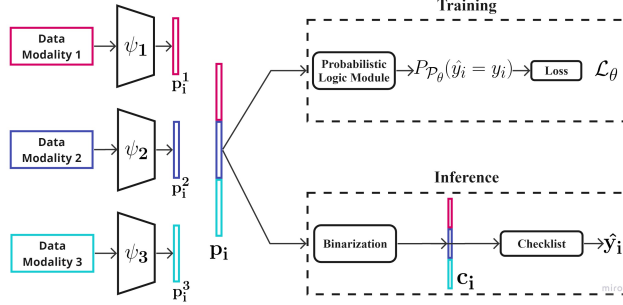 Training
Data
Modality 1
ψ₁
p_i^1
Probabilistic
Logic Module
P_{𝒫_θ}(ŷ_i = y_i)
Loss
ℒ_θ
Data
Modality 2
ψ₂
p_i^2
p_i
Inference
Data
Modality 3
ψ₃
p_i^3
Binarization
c_i
Checklist
ŷ_i
miro